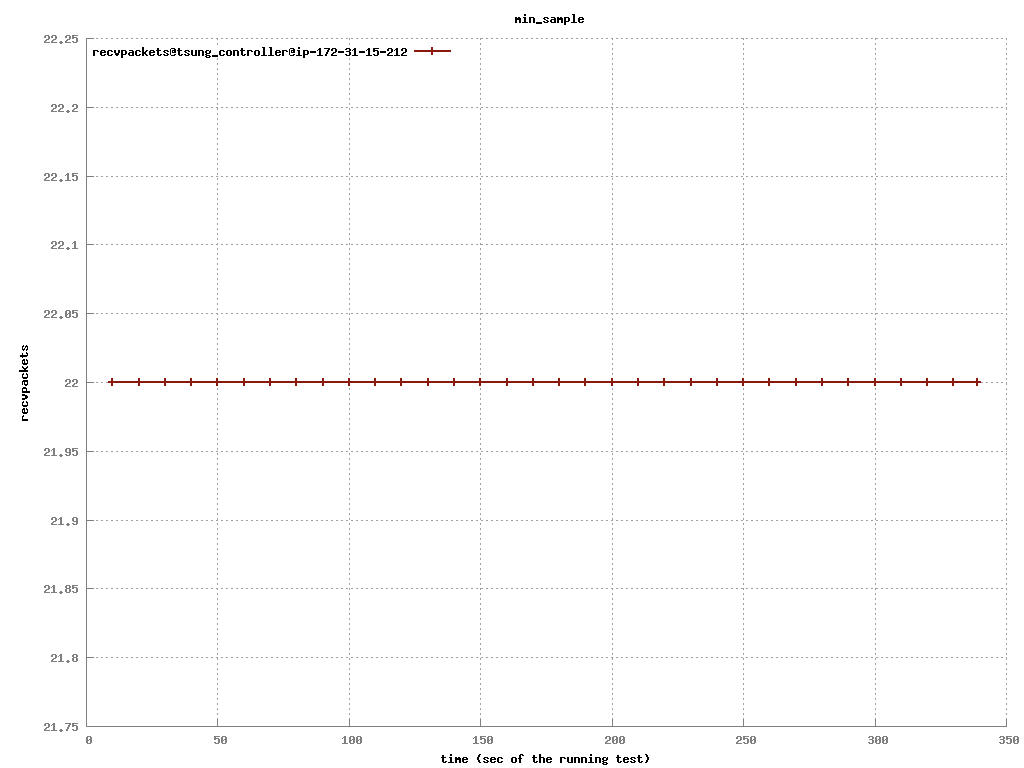 min_sample
recvpackets@tsung_controller@ip-172-31-15-212
22.25
22.2
22.15
22.1
22.05
22
21.95
21.9
21.85
21.8
21.75
recvpackets
0 50 100 150 200 250 300 350
time (sec of the running test)